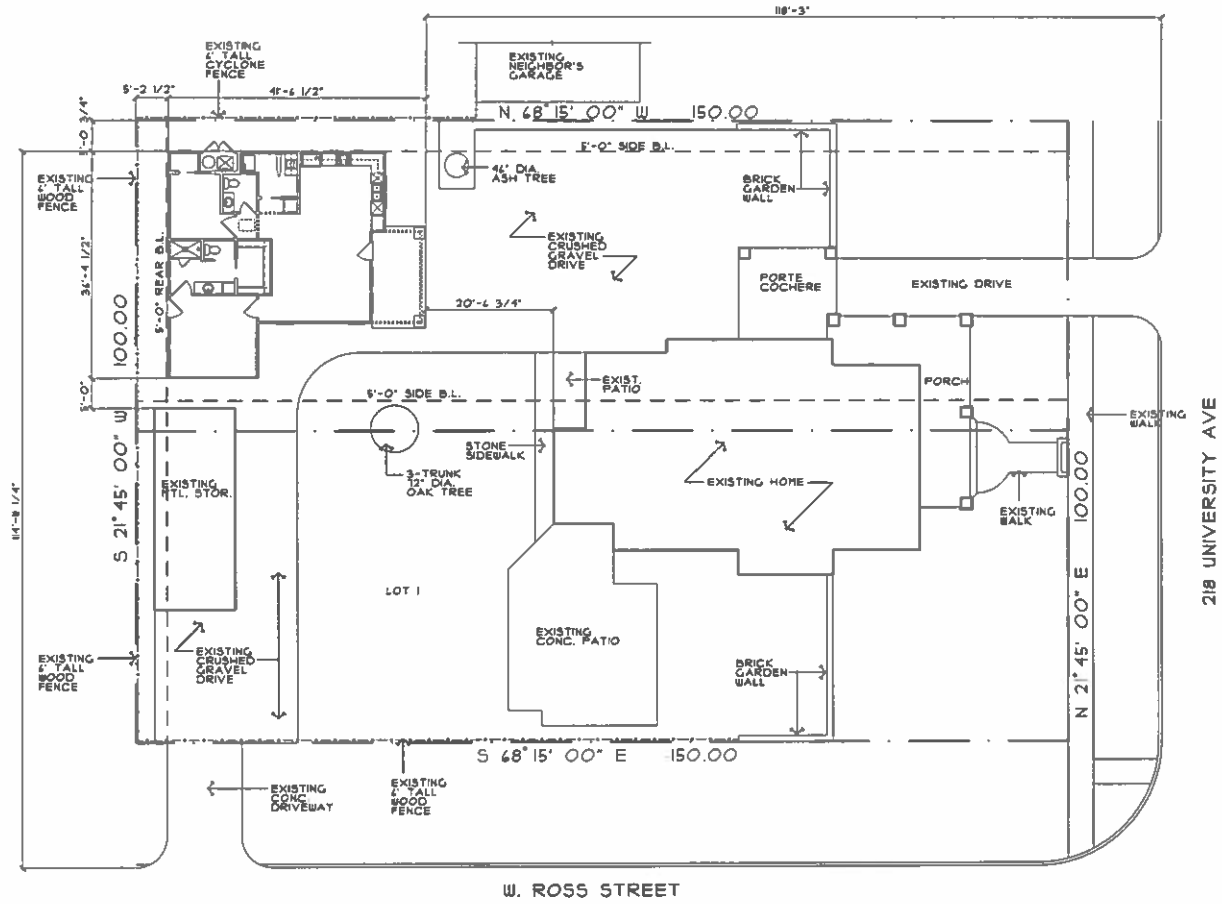 118'-3"
EXISTING
6' TALL
CYCLONE
FENCE
EXISTING
NEIGHBOR'S
GARAGE
5'-2 1/2"
41'-6 1/2"
N 68° 15' 00" W 150.00
5'-0 3/4"
5'-0" SIDE B.L.
46" DIA.
ASH TREE
BRICK
GARDEN
WALL
EXISTING
6' TALL
WOOD
FENCE
EXISTING
CRUSHED
GRAVEL
DRIVE
36'-4 1/2"
5'-0" REAR B.L.
PORTE
COCHERE
EXISTING DRIVE
20'-6 3/4"
S 21° 45' 00" W 100.00
EXIST.
PATIO
PORCH
5'-0"
5'-0" SIDE B.L.
EXISTING
WALK
STONE
SIDEWALK
3-TRUNK
12" DIA.
OAK TREE
EXISTING HOME
EXISTING
PTL. STOR.
EXISTING
WALK
N 21° 45' 00" E 100.00
218 UNIVERSITY AVE
LOT 1
EXISTING
CONC. PATIO
EXISTING
6' TALL
WOOD
FENCE
EXISTING
CRUSHED
GRAVEL
DRIVE
BRICK
GARDEN
WALL
S 68° 15' 00" E 150.00
EXISTING
CONC.
DRIVEWAY
EXISTING
6' TALL
WOOD
FENCE
W. ROSS STREET